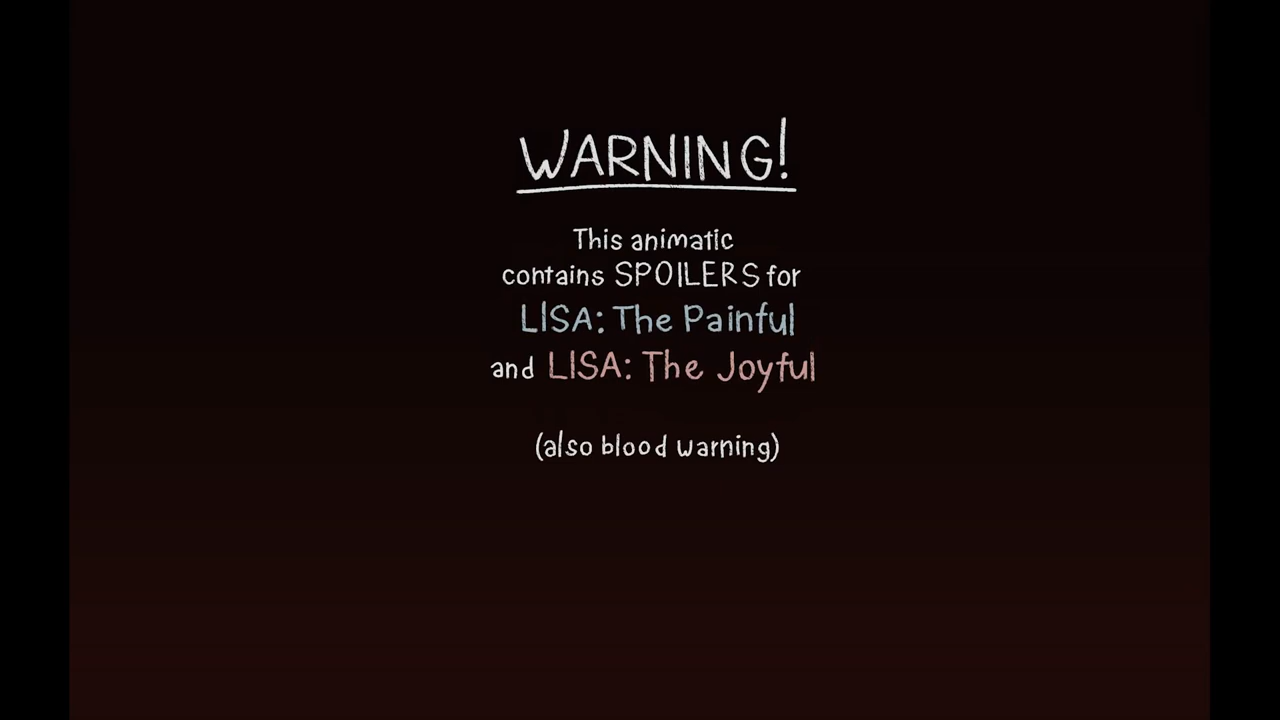 WARNING!
This animatic
contains SPOILERS for
LISA: The Painful
and LISA: The Joyful
(also blood warning)